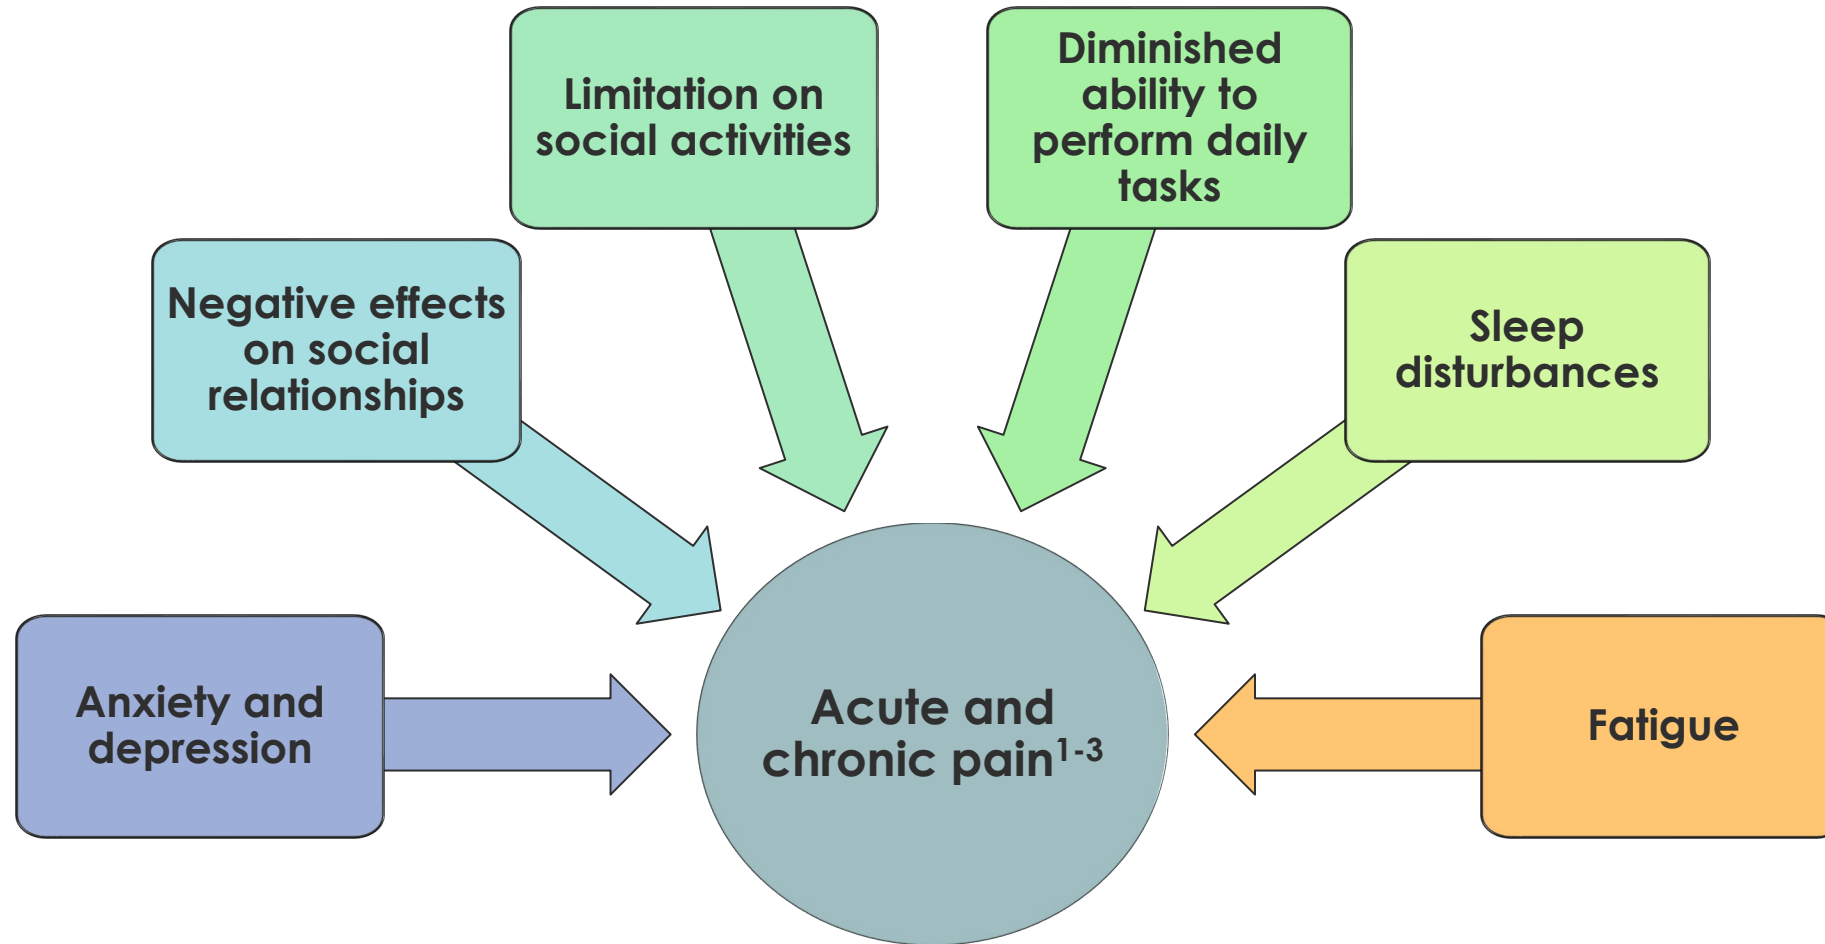 Limitation on
social activities
Diminished
ability to
perform daily
tasks
Negative effects
on social
relationships
Sleep
disturbances
Anxiety and
depression
Acute and
chronic pain1-3
Fatigue